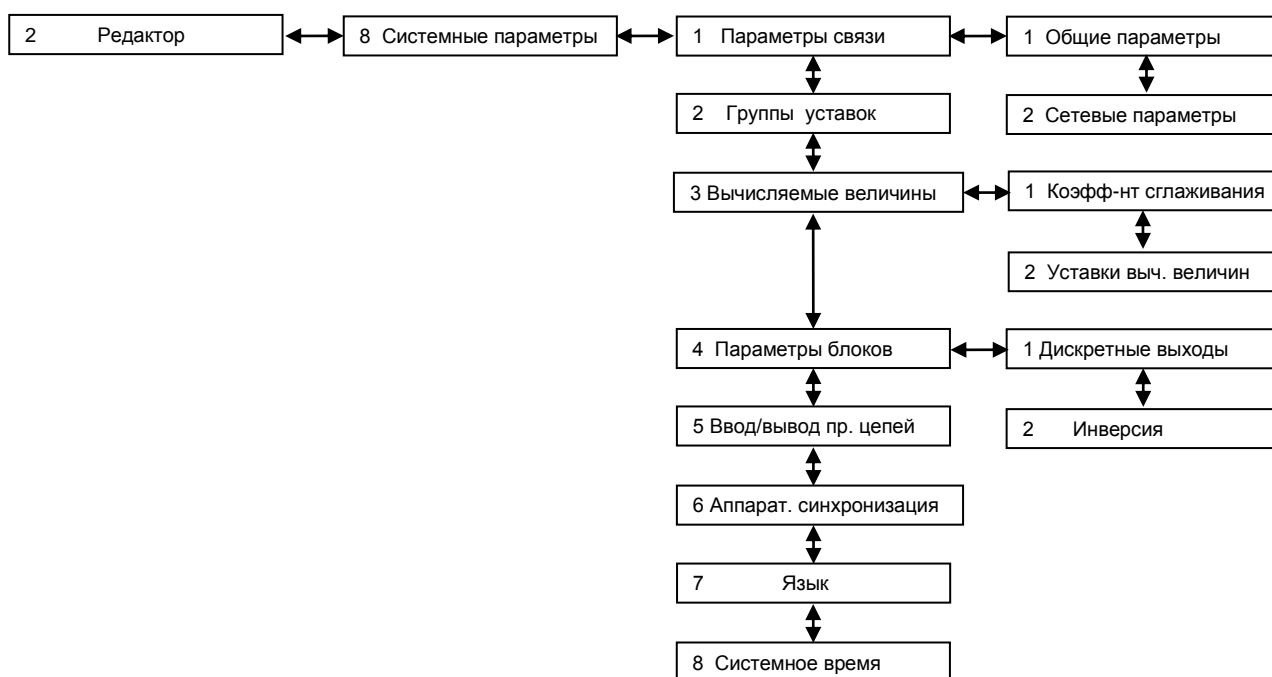 2 Редактор
8 Системные параметры
1 Параметры связи
1 Общие параметры
2 Группы уставок
2 Сетевые параметры
3 Вычисляемые величины
1 Коэфф-нт сглаживания
2 Уставки выч. величин
4 Параметры блоков
1 Дискретные выходы
5 Ввод/вывод пр. цепей
2 Инверсия
6 Аппарат. синхронизация
7 Язык
8 Системное время